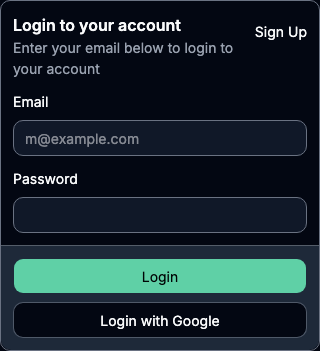 Login to your account
Sign Up
Enter your email below to login to
your account
Email
m@example.com
Password
Login
Login with Google